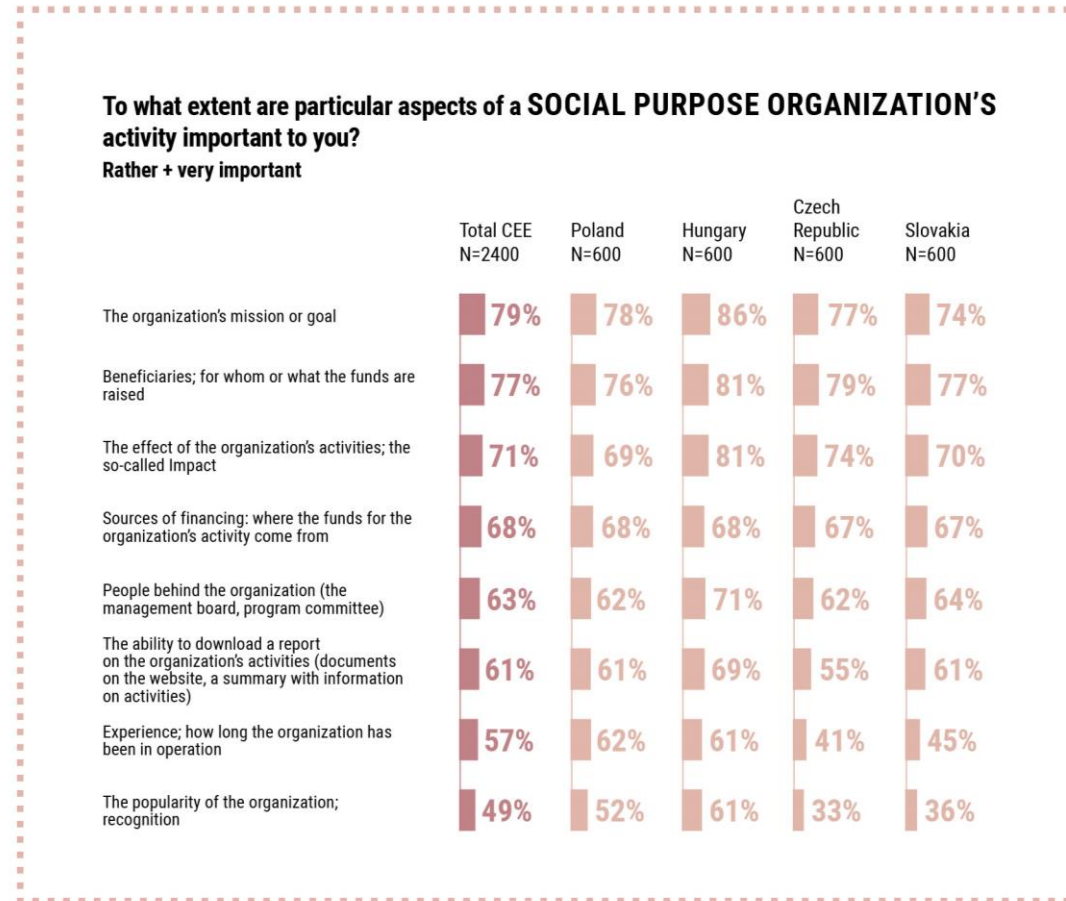 To what extent are particular aspects of a SOCIAL PURPOSE ORGANIZATION'S
activity important to you?
Rather + very important
Total CEE
N=2400
Poland
N=600
Hungary
N=600
Czech
Republic
N=600
Slovakia
N=600
The organization's mission or goal
79% 78% 86% 77% 74%
Beneficiaries; for whom or what the funds are
raised
77% 76% 81% 79% 77%
The effect of the organization's activities; the
so-called Impact
71% 69% 81% 74% 70%
Sources of financing: where the funds for the
organization's activity come from
68% 68% 68% 67% 67%
People behind the organization (the
management board, program committee)
63% 62% 71% 62% 64%
The ability to download a report
on the organization's activities (documents
on the website, a summary with information
on activities)
61% 61% 69% 55% 61%
Experience; how long the organization has
been in operation
57% 62% 61% 41% 45%
The popularity of the organization;
recognition
49% 52% 61% 33% 36%